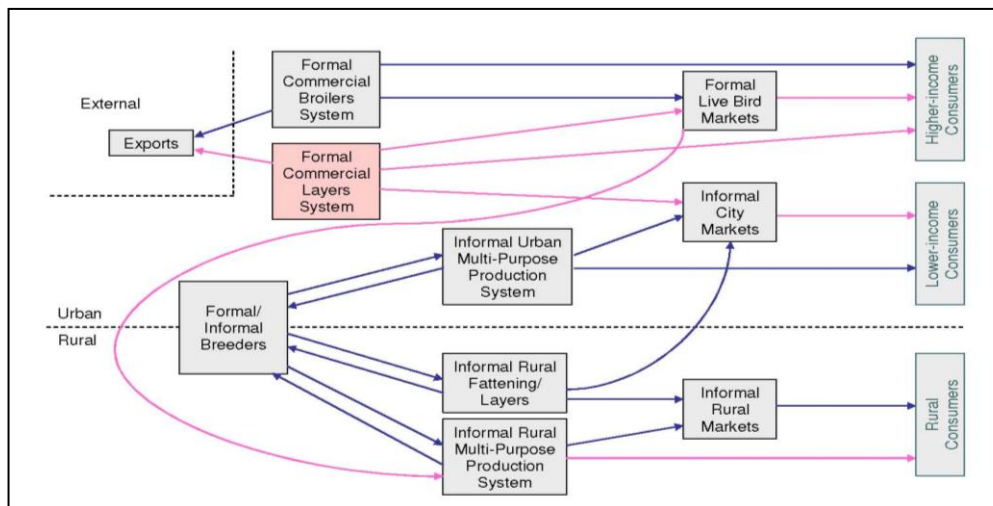 External
Exports
Formal
Commercial
Broilers
System
Formal
Commercial
Layers
System
Formal
Live Bird
Markets
Higher-income
Consumers
Informal
City
Markets
Lower-income
Consumers
Informal Urban
Multi-Purpose
Production
System
Urban
Rural
Formal/
Informal
Breeders
Informal Rural
Fattening/
Layers
Informal Rural
Multi-Purpose
Production
System
Informal
Rural
Markets
Rural
Consumers